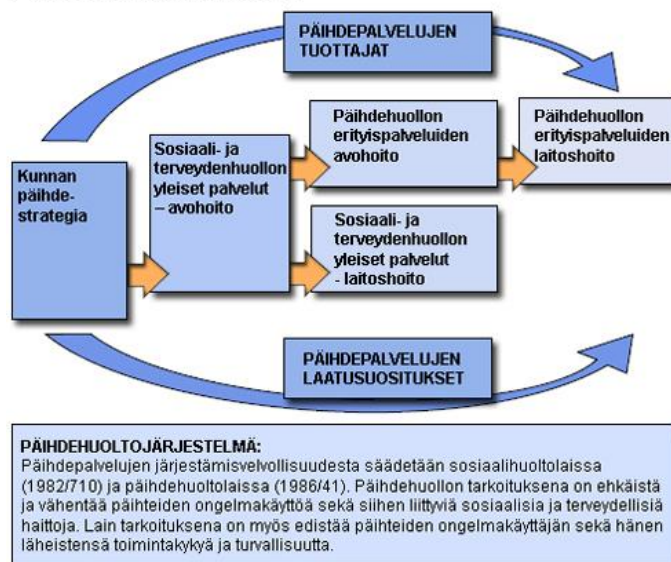 PÄIHDEPALVELUJEN
TUOTTAJAT
Kunnan
päihde-
strategia
Sosiaali- ja
terveydenhuollon
yleiset palvelut
– avohoito
Päihdehuollon
erityispalveluiden
avohoito
Päihdehuollon
erityispalveluiden
laitoshoito
Sosiaali- ja
terveydenhuollon
yleiset palvelut
- laitoshoito
PÄIHDEPALVELUJEN
LAATUSUOSITUKSET
PÄIHDEHUOLTOJÄRJESTELMÄ:
Päihdepalvelujen järjestämisvelvollisuudesta säädetään sosiaalihuoltolaissa
(1982/710) ja päihdehuoltolaissa (1986/41). Päihdehuollon tarkoituksena on ehkäistä
ja vähentää päihteiden ongelmakäyttöä sekä siihen liittyviä sosiaalisia ja terveydellisiä
haittoja. Lain tarkoituksena on myös edistää päihteiden ongelmakäyttäjän sekä hänen
läheistensä toimintakykyä ja turvallisuutta.